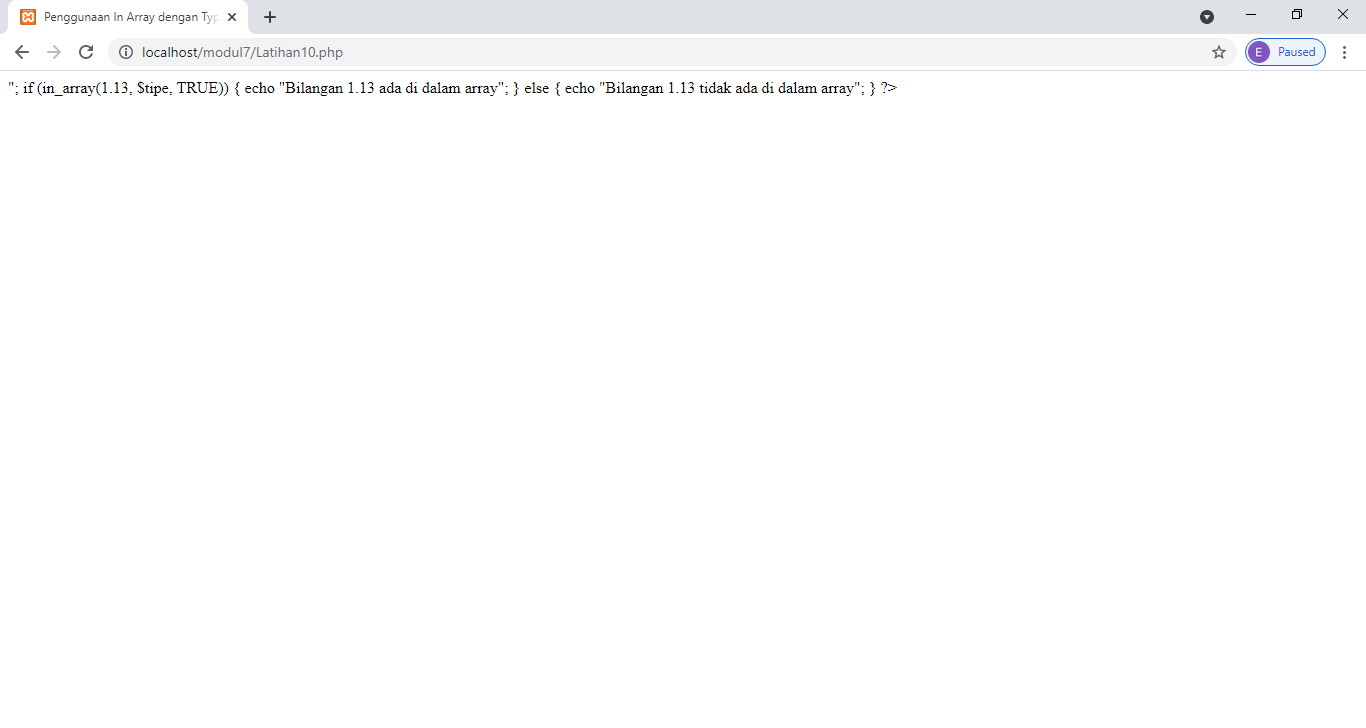 Penggunaan In Array dengan Typ
localhost/modul7/Latihan10.php
E Paused
"; if (in_array(1.13, $tipe, TRUE)) { echo "Bilangan 1.13 ada di dalam array"; } else { echo "Bilangan 1.13 tidak ada di dalam array"; } ?>